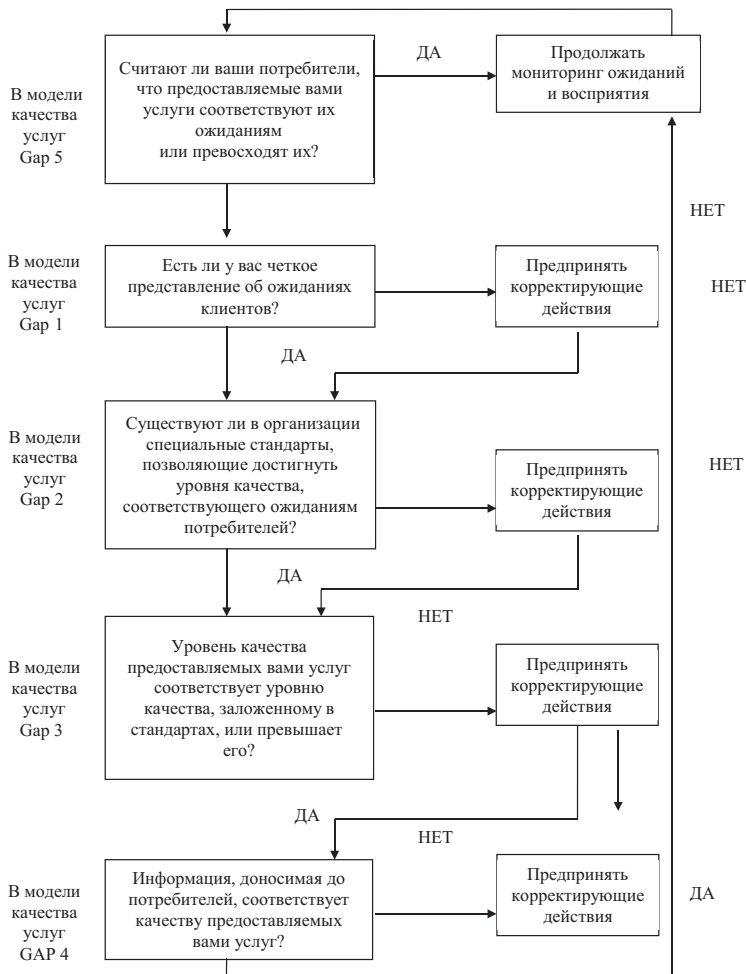 В модели
качества
услуг
Gap 5
Считают ли ваши потребители,
что предоставляемые вами
услуги соответствуют их
ожиданиям
или превосходят их?
ДА
Продолжать
мониторинг ожиданий
и восприятия
НЕТ
В модели
качества
услуг
Gap 1
Есть ли у вас четкое
представление об ожиданиях
клиентов?
Предпринять
корректирующие
действия
НЕТ
ДА
В модели
качества
услуг
Gap 2
Существуют ли в организации
специальные стандарты,
позволяющие достигнуть
уровня качества,
соответствующего ожиданиям
потребителей?
Предпринять
корректирующие
действия
НЕТ
ДА
НЕТ
В модели
качества
услуг
Gap 3
Уровень качества
предоставляемых вами услуг
соответствует уровню
качества, заложенному в
стандартах, или превышает
его?
Предпринять
корректирующие
действия
ДА
НЕТ
В модели
качества
услуг
GAP 4
Информация, доносимая до
потребителей, соответствует
качеству предоставляемых
вами услуг?
Предпринять
корректирующие
действия
ДА